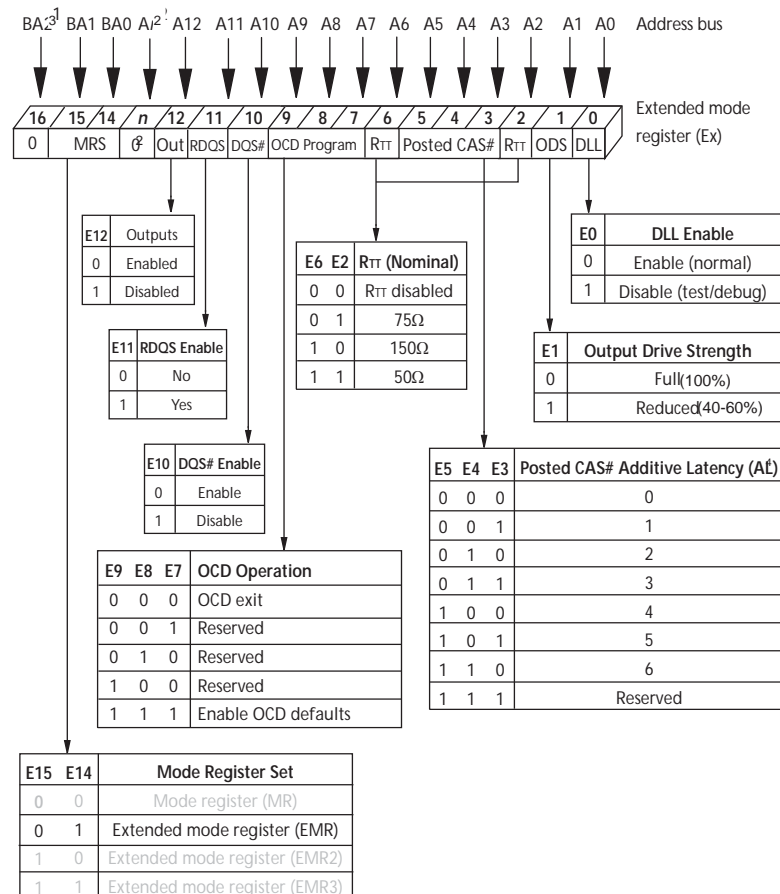 BA2³ ¹ BA1 BA0 An² A12 A11 A10 A9 A8 A7 A6 A5 A4 A3 A2 A1 A0 Address bus
16 15 14 n 12 11 10 9 8 7 6 5 4 3 2 1 0
Extended mode
register (Ex)
0 MRS 0² Out RDQS DQS# OCD Program RTT Posted CAS# RTT ODS DLL
E12 Outputs
0 Enabled
1 Disabled
E11 RDQS Enable
0 No
1 Yes
E10 DQS# Enable
0 Enable
1 Disable
E6 E2 RTT (Nominal)
0 0 RTT disabled
0 1 75Ω
1 0 150Ω
1 1 50Ω
E0 DLL Enable
0 Enable (normal)
1 Disable (test/debug)
E1 Output Drive Strength
0 Full(100%)
1 Reduced(40-60%)
E5 E4 E3 Posted CAS# Additive Latency (AL)
0 0 0 0
0 0 1 1
0 1 0 2
0 1 1 3
1 0 0 4
1 0 1 5
1 1 0 6
1 1 1 Reserved
E9 E8 E7 OCD Operation
0 0 0 OCD exit
0 0 1 Reserved
0 1 0 Reserved
1 0 0 Reserved
1 1 1 Enable OCD defaults
E15 E14 Mode Register Set
0 0 Mode register (MR)
0 1 Extended mode register (EMR)
1 0 Extended mode register (EMR2)
1 1 Extended mode register (EMR3)